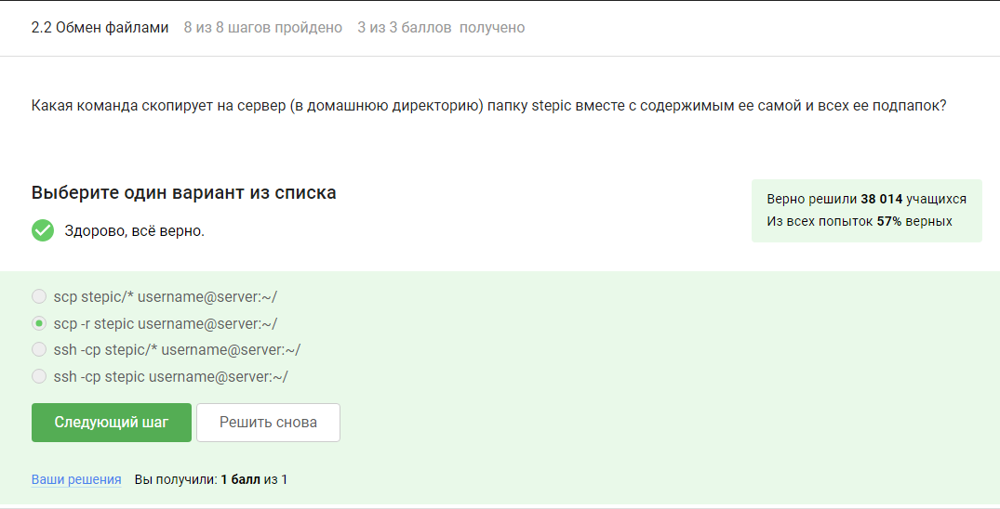 2.2 Обмен файлами 8 из 8 шагов пройдено 3 из 3 баллов получено
Какая команда скопирует на сервер (в домашнюю директорию) папку stepic вместе с содержимым ее самой и всех ее подпапок?
Выберите один вариант из списка
Здорово, всё верно.
Верно решили 38 014 учащихся
Из всех попыток 57% верных
scp stepic/* username@server:~/
scp -r stepic username@server:~/
ssh -cp stepic/* username@server:~/
ssh -cp stepic username@server:~/
Следующий шаг Решить снова
Ваши решения Вы получили: 1 балл из 1